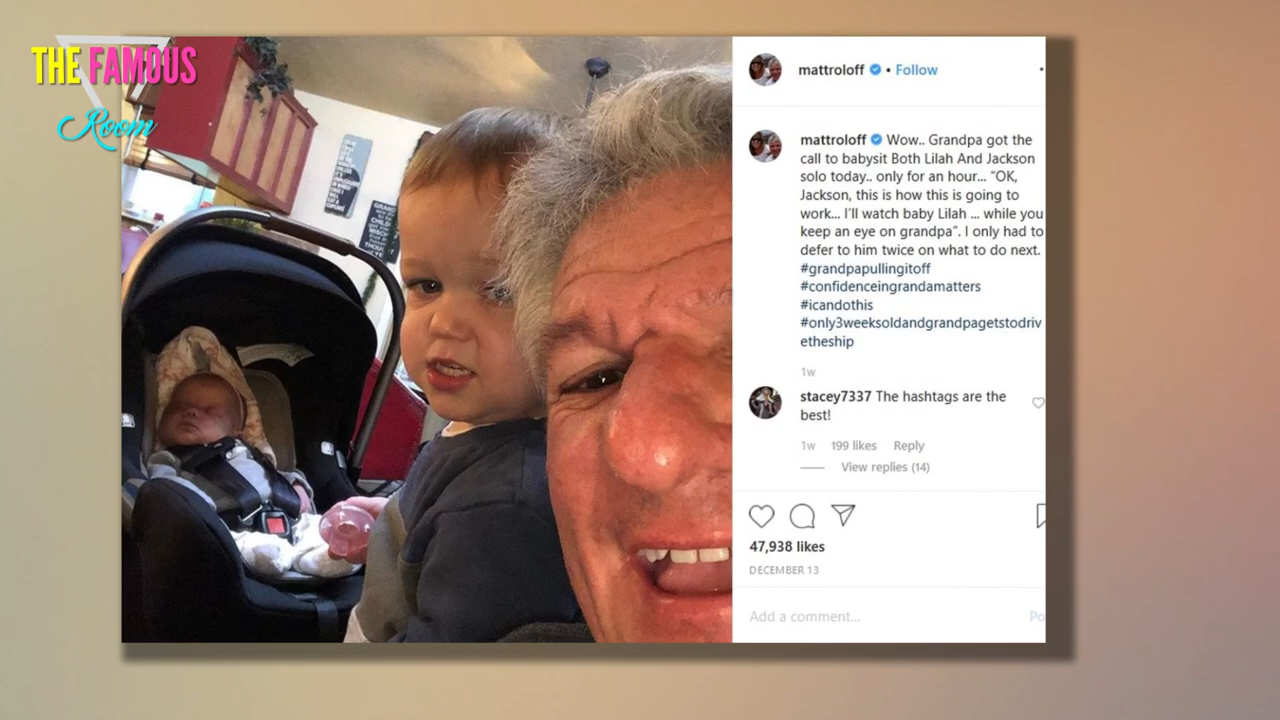 THE FAMOUS
Room
mattroloff • Follow
mattroloff Wow.. Grandpa got the
call to babysit Both Lilah And Jackson
solo today.. only for an hour... "OK,
Jackson, this is how this is going to
work... I'll watch baby Lilah ... while you
keep an eye on grandpa". I only had to
defer to him twice on what to do next.
#grandpapullingitoff
#confidenceingrandamatters
#icandothis
#only3weeksoldandgrandpagetstodriv
etheship
1w
stacey7337 The hashtags are the
best!
1w 199 likes Reply
View replies (14)
47,938 likes
DECEMBER 13
Add a comment...
Po